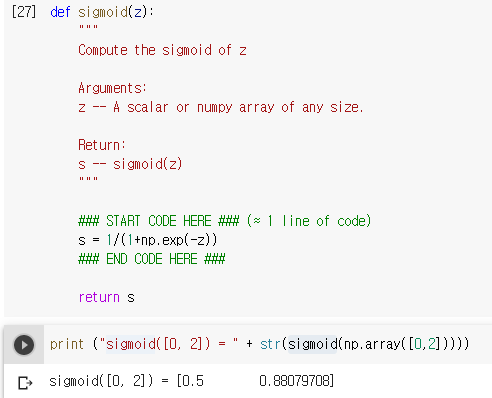 [27] def sigmoid(z):
"""
Compute the sigmoid of z
Arguments:
z -- A scalar or numpy array of any size.
Return:
s -- sigmoid(z)
"""
### START CODE HERE ### (≈ 1 line of code)
s = 1/(1+np.exp(-z))
### END CODE HERE ###
return s
print ("sigmoid([0, 2]) = " + str(sigmoid(np.array([0,2]))))
sigmoid([0, 2]) = [0.5 0.88079708]